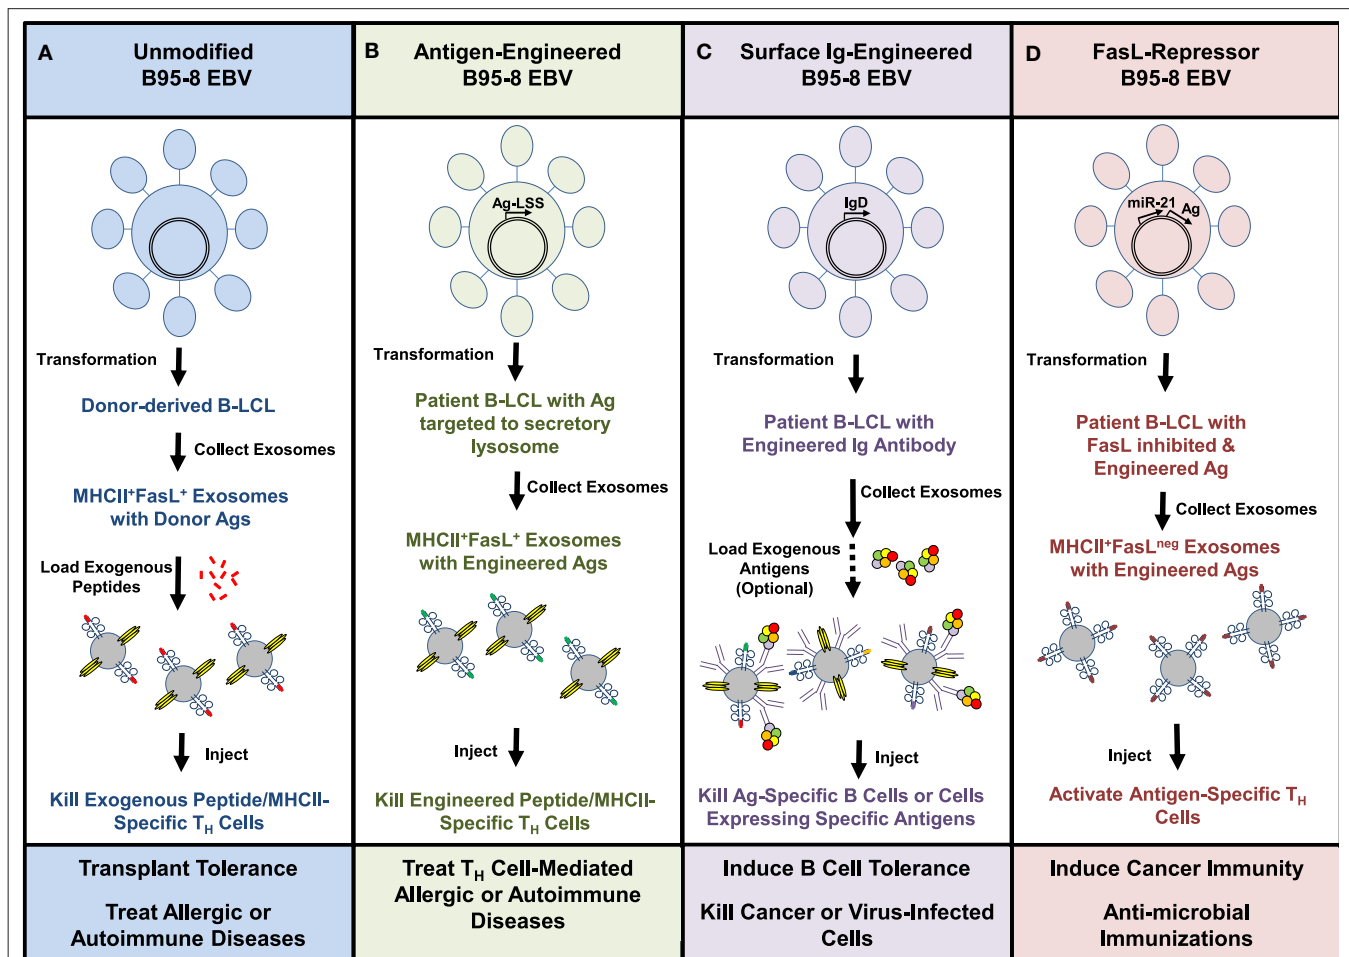 A
Unmodified
B95-8 EBV
Transformation
Donor-derived B-LCL
Collect Exosomes
MHCII⁺FasL⁺ Exosomes
with Donor Ags
Load Exogenous
Peptides
Inject
Kill Exogenous Peptide/MHCII-
Specific T_H Cells
Transplant Tolerance
Treat Allergic or
Autoimmune Diseases
B
Antigen-Engineered
B95-8 EBV
Ag-LSS
Transformation
Patient B-LCL with Ag
targeted to secretory
lysosome
Collect Exosomes
MHCII⁺FasL⁺ Exosomes
with Engineered Ags
Inject
Kill Engineered Peptide/MHCII-
Specific T_H Cells
Treat T_H Cell-Mediated
Allergic or Autoimmune
Diseases
C
Surface Ig-Engineered
B95-8 EBV
IgD
Transformation
Patient B-LCL with
Engineered Ig Antibody
Collect Exosomes
Load Exogenous
Antigens
(Optional)
Inject
Kill Ag-Specific B Cells or Cells
Expressing Specific Antigens
Induce B Cell Tolerance
Kill Cancer or Virus-Infected
Cells
D
FasL-Repressor
B95-8 EBV
miR-21
Ag
Transformation
Patient B-LCL with
FasL inhibited &
Engineered Ag
Collect Exosomes
MHCII⁺FasLⁿᵉᵍ Exosomes
with Engineered Ags
Inject
Activate Antigen-Specific T_H
Cells
Induce Cancer Immunity
Anti-microbial
Immunizations